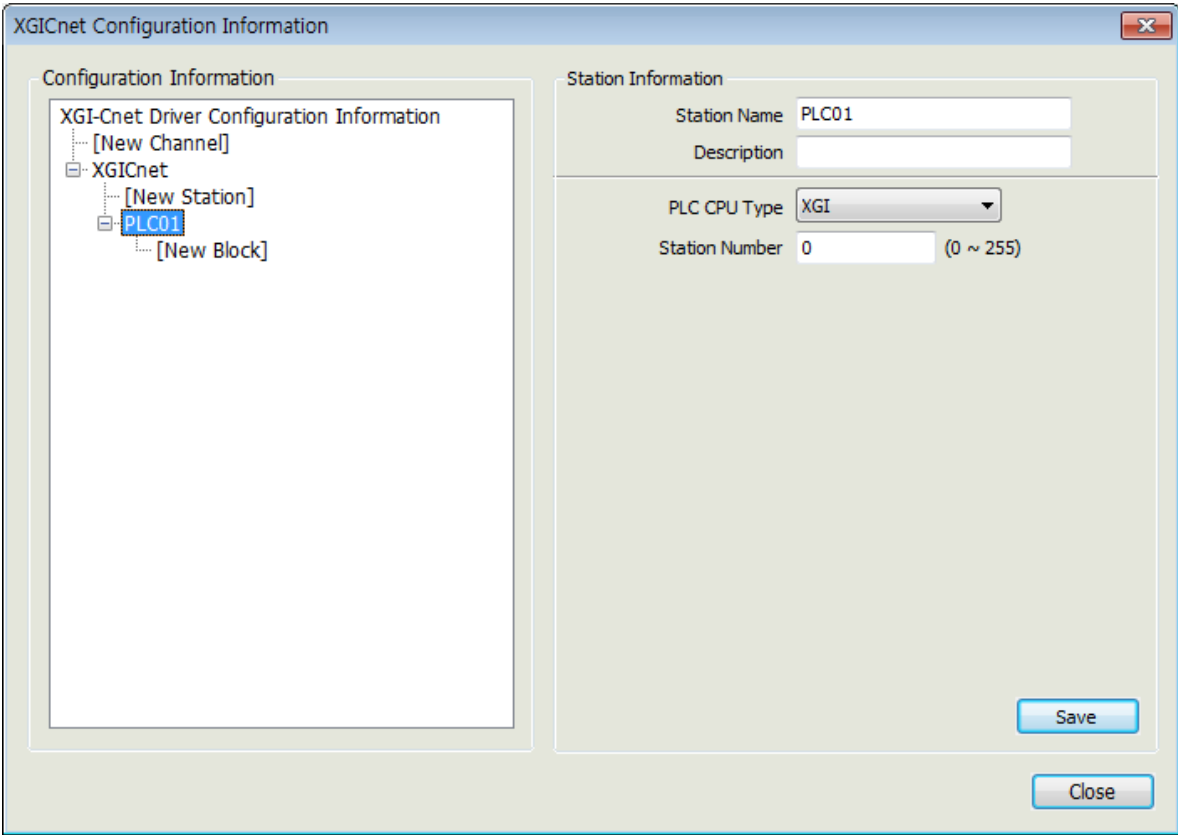 XGICnet Configuration Information
Configuration Information
XGI-Cnet Driver Configuration Information
[New Channel]
XGICnet
[New Station]
PLC01
[New Block]
Station Information
Station Name PLC01
Description
PLC CPU Type XGI
Station Number 0 (0 ~ 255)
Save
Close